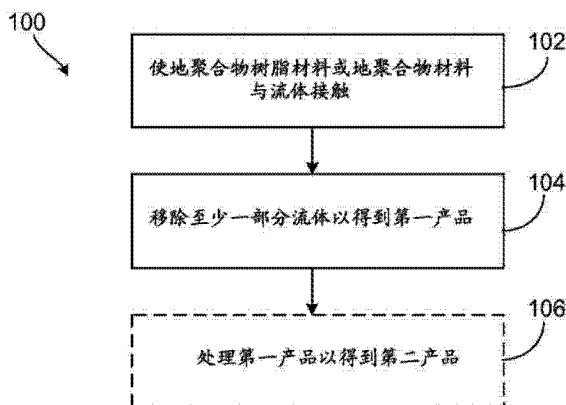 100
102
使地聚合物树脂材料或地聚合物材料
与流体接触
104
移除至少一部分流体以得到第一产品
106
处理第一产品以得到第二产品